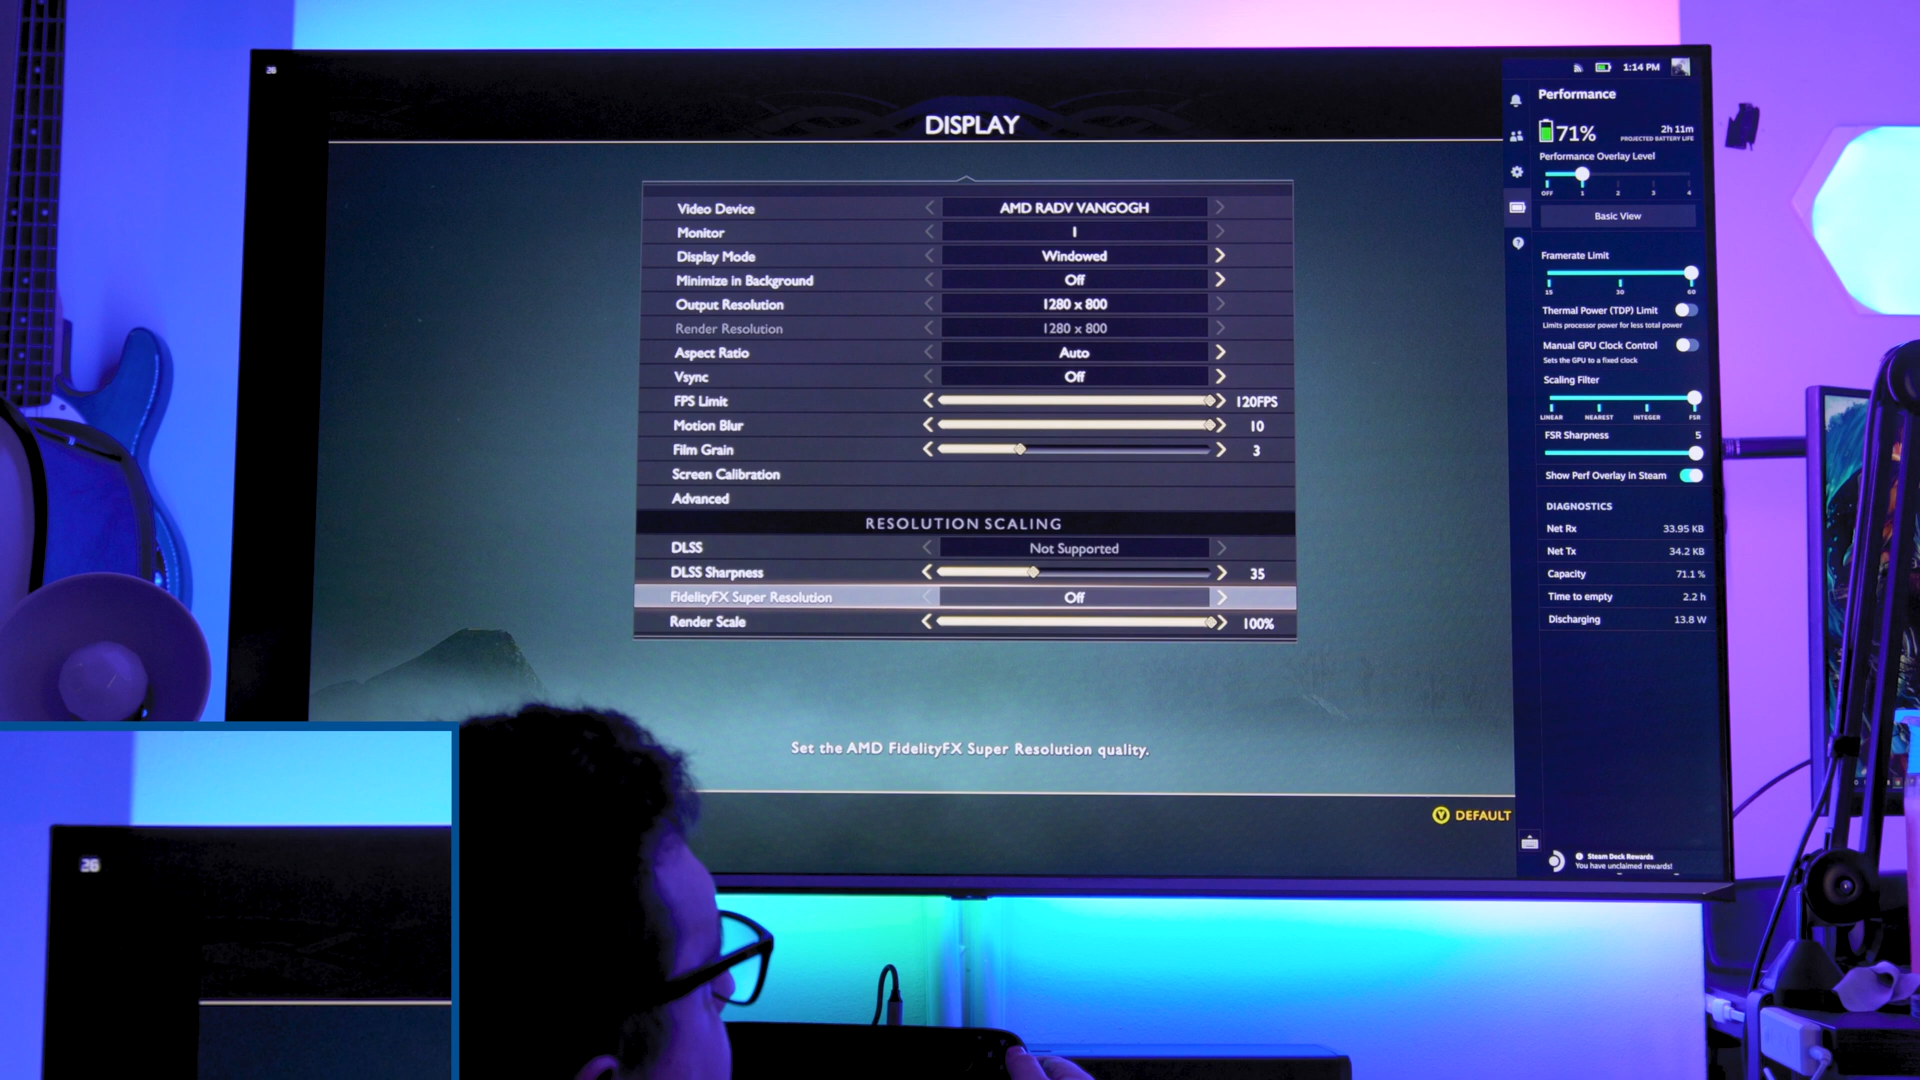 26
DISPLAY
Video Device AMD RADV VANGOGH
Monitor 1
Display Mode Windowed
Minimize in Background Off
Output Resolution 1280 x 800
Render Resolution 1280 x 800
Aspect Ratio Auto
Vsync Off
FPS Limit 120FPS
Motion Blur 10
Film Grain 3
Screen Calibration
Advanced
RESOLUTION SCALING
DLSS Not Supported
DLSS Sharpness 35
FidelityFX Super Resolution Off
Render Scale 100%
Set the AMD FidelityFX Super Resolution quality.
Y DEFAULT
1:14 PM
Performance
71% 2h 11m
PROJECTED BATTERY LIFE
Performance Overlay Level
OFF 1 2 3 4
Basic View
Framerate Limit
15 30 60
Thermal Power (TDP) Limit
Limits processor power for less total power
Manual GPU Clock Control
Sets the GPU to a fixed clock
Scaling Filter
LINEAR NEAREST INTEGER FSR
FSR Sharpness 5
Show Perf Overlay in Steam
DIAGNOSTICS
Net Rx 33.95 KB
Net Tx 34.2 KB
Capacity 71.1 %
Time to empty 2.2 h
Discharging 13.8 W
Steam Deck Rewards
You have unclaimed rewards!
26